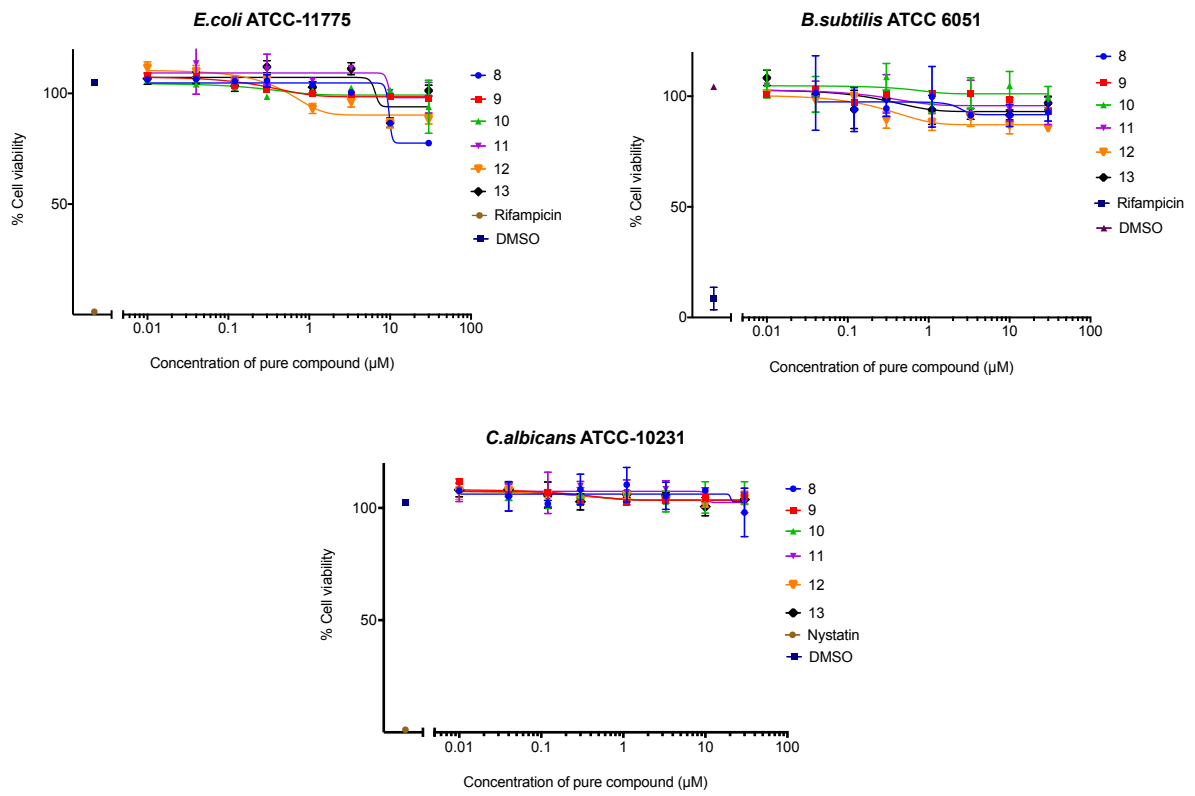 E.coli ATCC-11775
% Cell viability
100
50
0.01 0.1 1 10 100
Concentration of pure compound (µM)
8
9
10
11
12
13
Rifampicin
DMSO
B.subtilis ATCC 6051
% Cell viability
100
50
0
0.01 0.1 1 10 100
Concentration of pure compound (µM)
8
9
10
11
12
13
Rifampicin
DMSO
C.albicans ATCC-10231
% Cell viability
100
50
0.01 0.1 1 10 100
Concentration of pure compound (µM)
8
9
10
11
12
13
Nystatin
DMSO